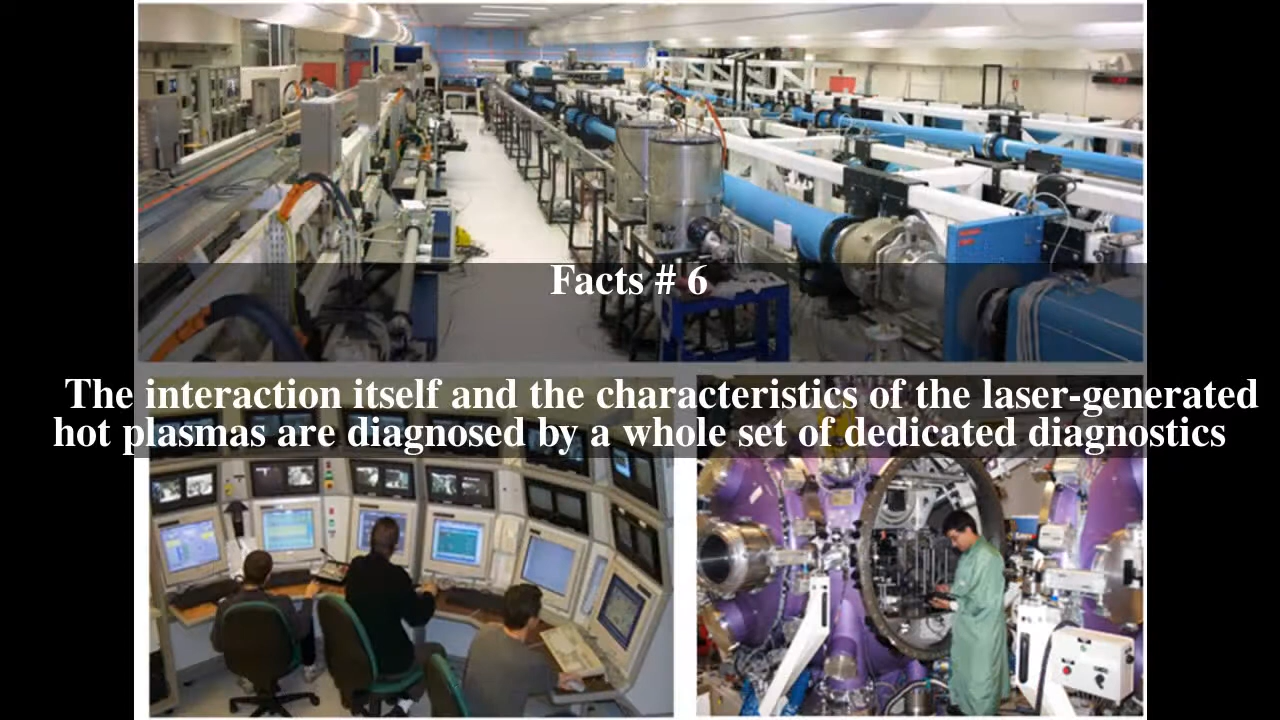 Facts # 6
The interaction itself and the characteristics of the laser-generated
hot plasmas are diagnosed by a whole set of dedicated diagnostics